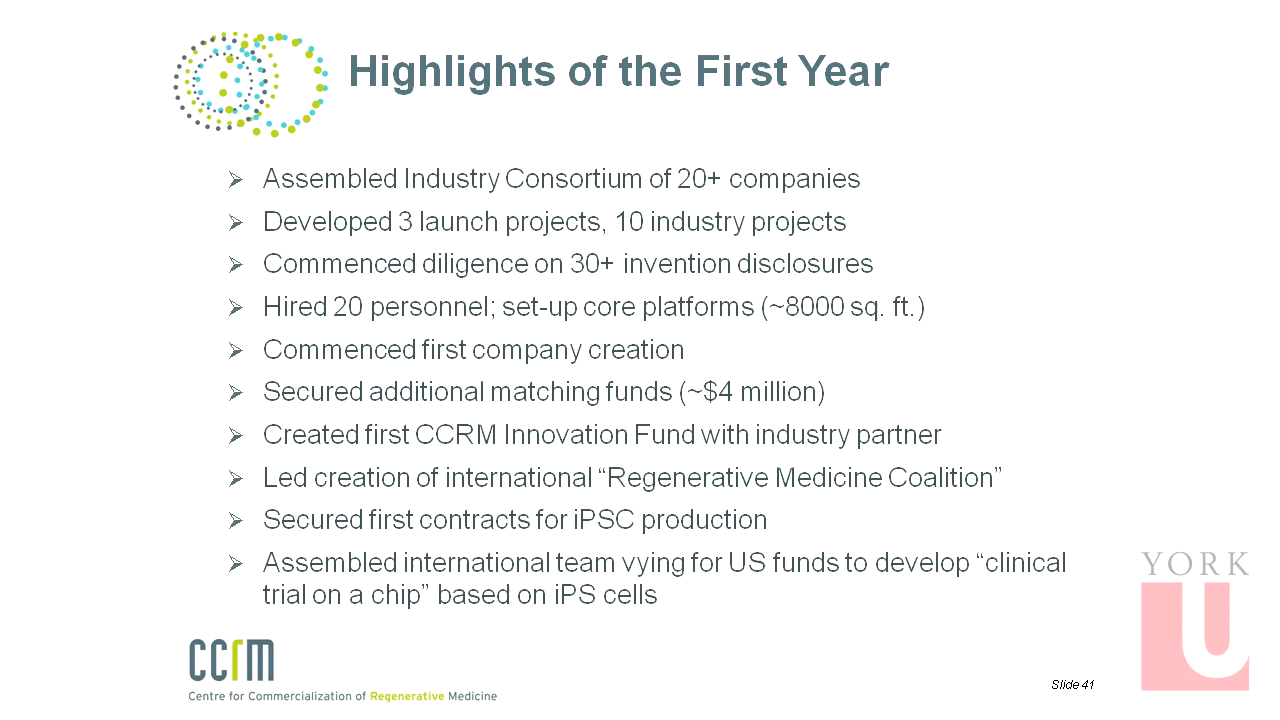 Highlights of the First Year
➢ Assembled Industry Consortium of 20+ companies
➢ Developed 3 launch projects, 10 industry projects
➢ Commenced diligence on 30+ invention disclosures
➢ Hired 20 personnel; set-up core platforms (~8000 sq. ft.)
➢ Commenced first company creation
➢ Secured additional matching funds (~$4 million)
➢ Created first CCRM Innovation Fund with industry partner
➢ Led creation of international “Regenerative Medicine Coalition”
➢ Secured first contracts for iPSC production
➢ Assembled international team vying for US funds to develop “clinical
trial on a chip” based on iPS cells
YORK
U
ccrm
Centre for Commercialization of Regenerative Medicine
Slide 41